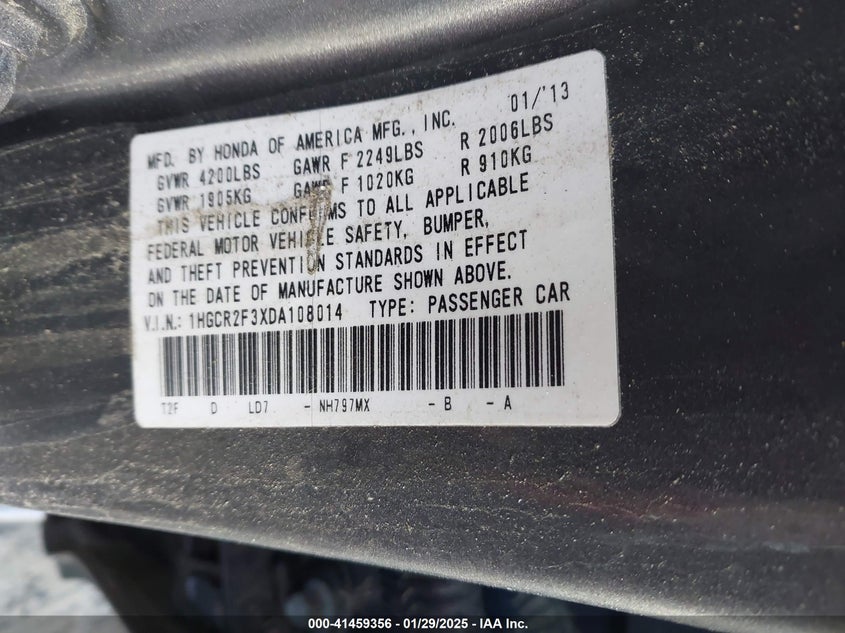 MFD. BY HONDA OF AMERICA MFG., INC. 01/'13
GVWR 4200LBS GAWR F 2249LBS R 2006LBS
GVWR 1905KG GAWR F 1020KG R 910KG
THIS VEHICLE CONFORMS TO ALL APPLICABLE
FEDERAL MOTOR VEHICLE SAFETY, BUMPER,
AND THEFT PREVENTION STANDARDS IN EFFECT
ON THE DATE OF MANUFACTURE SHOWN ABOVE.
V.I.N.: 1HGCR2F3XDA108014 TYPE: PASSENGER CAR
T2F D LD7 - NH797MX - B - A
000-41459356 | 01/29/2025 | IAA Inc.